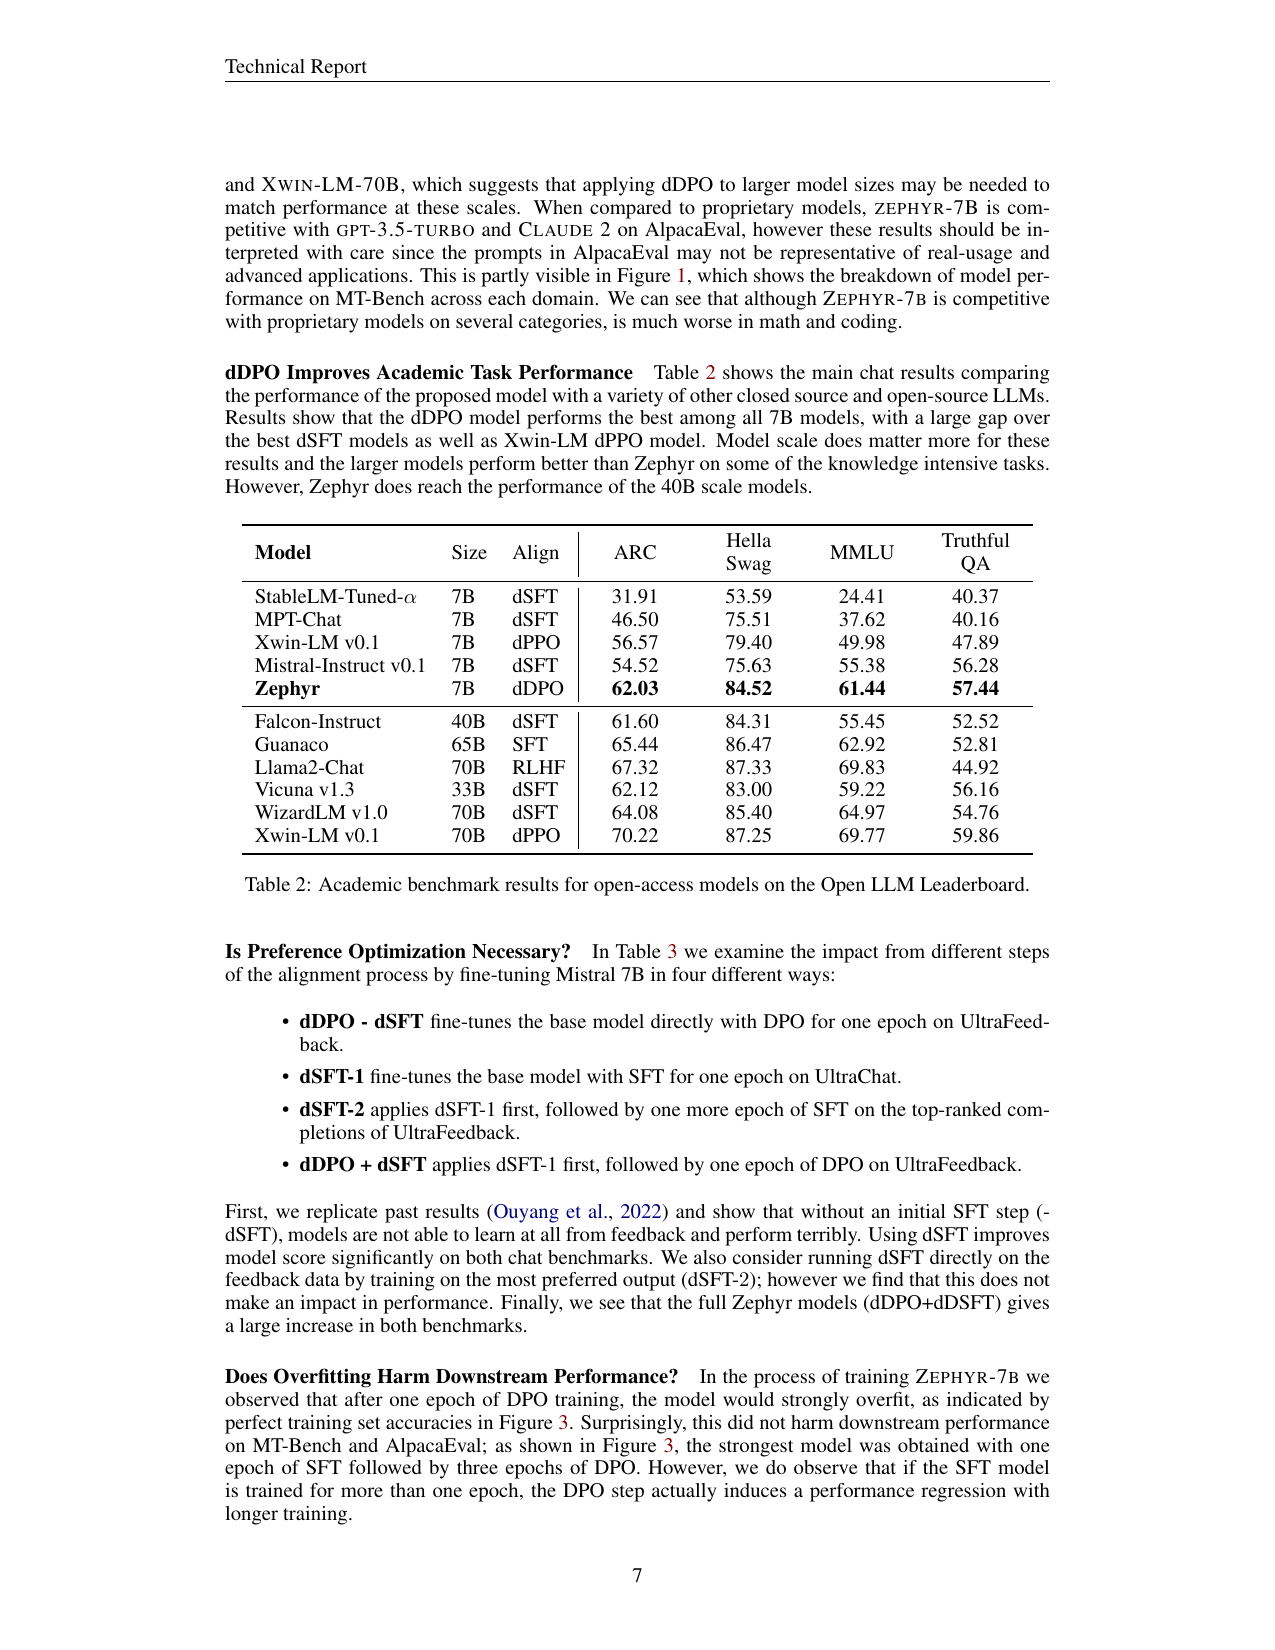 Technical Report
and XWIN-LM-70B, which suggests that applying dDPO to larger model sizes may be needed to
match performance at these scales. When compared to proprietary models, ZEPHYR-7B is com-
petitive with GPT-3.5-TURBO and CLAUDE 2 on AlpacaEval, however these results should be in-
terpreted with care since the prompts in AlpacaEval may not be representative of real-usage and
advanced applications. This is partly visible in Figure 1, which shows the breakdown of model per-
formance on MT-Bench across each domain. We can see that although ZEPHYR-7B is competitive
with proprietary models on several categories, is much worse in math and coding.
dDPO Improves Academic Task Performance Table 2 shows the main chat results comparing
the performance of the proposed model with a variety of other closed source and open-source LLMs.
Results show that the dDPO model performs the best among all 7B models, with a large gap over
the best dSFT models as well as Xwin-LM dPPO model. Model scale does matter more for these
results and the larger models perform better than Zephyr on some of the knowledge intensive tasks.
However, Zephyr does reach the performance of the 40B scale models.
Model Size Align ARC Hella Swag MMLU Truthful QA
StableLM-Tuned-α 7B dSFT 31.91 53.59 24.41 40.37
MPT-Chat 7B dSFT 46.50 75.51 37.62 40.16
Xwin-LM v0.1 7B dPPO 56.57 79.40 49.98 47.89
Mistral-Instruct v0.1 7B dSFT 54.52 75.63 55.38 56.28
Zephyr 7B dDPO 62.03 84.52 61.44 57.44
Falcon-Instruct 40B dSFT 61.60 84.31 55.45 52.52
Guanaco 65B SFT 65.44 86.47 62.92 52.81
Llama2-Chat 70B RLHF 67.32 87.33 69.83 44.92
Vicuna v1.3 33B dSFT 62.12 83.00 59.22 56.16
WizardLM v1.0 70B dSFT 64.08 85.40 64.97 54.76
Xwin-LM v0.1 70B dPPO 70.22 87.25 69.77 59.86
Table 2: Academic benchmark results for open-access models on the Open LLM Leaderboard.
Is Preference Optimization Necessary? In Table 3 we examine the impact from different steps
of the alignment process by fine-tuning Mistral 7B in four different ways:
• dDPO - dSFT fine-tunes the base model directly with DPO for one epoch on UltraFeed-
back.
• dSFT-1 fine-tunes the base model with SFT for one epoch on UltraChat.
• dSFT-2 applies dSFT-1 first, followed by one more epoch of SFT on the top-ranked com-
pletions of UltraFeedback.
• dDPO + dSFT applies dSFT-1 first, followed by one epoch of DPO on UltraFeedback.
First, we replicate past results (Ouyang et al., 2022) and show that without an initial SFT step (-
dSFT), models are not able to learn at all from feedback and perform terribly. Using dSFT improves
model score significantly on both chat benchmarks. We also consider running dSFT directly on the
feedback data by training on the most preferred output (dSFT-2); however we find that this does not
make an impact in performance. Finally, we see that the full Zephyr models (dDPO+dDSFT) gives
a large increase in both benchmarks.
Does Overfitting Harm Downstream Performance? In the process of training ZEPHYR-7B we
observed that after one epoch of DPO training, the model would strongly overfit, as indicated by
perfect training set accuracies in Figure 3. Surprisingly, this did not harm downstream performance
on MT-Bench and AlpacaEval; as shown in Figure 3, the strongest model was obtained with one
epoch of SFT followed by three epochs of DPO. However, we do observe that if the SFT model
is trained for more than one epoch, the DPO step actually induces a performance regression with
longer training.
7